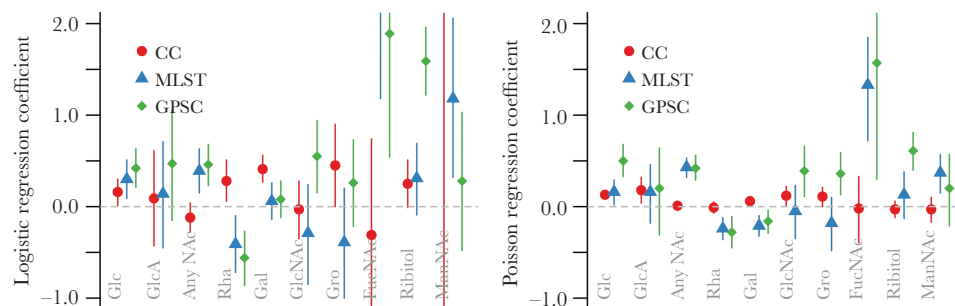 Logistic regression coefficient
2.0
1.0
0.0
−1.0
CC
MLST
GPSC
Glc
GlcA
Any NAc
Rha
Gal
GlcNAc
Gro
FucNAc
Ribitol
ManNAc
Poisson regression coefficient
2.0
1.0
0.0
−1.0
CC
MLST
GPSC
Glc
GlcA
Any NAc
Rha
Gal
GlcNAc
Gro
FucNAc
Ribitol
ManNAc